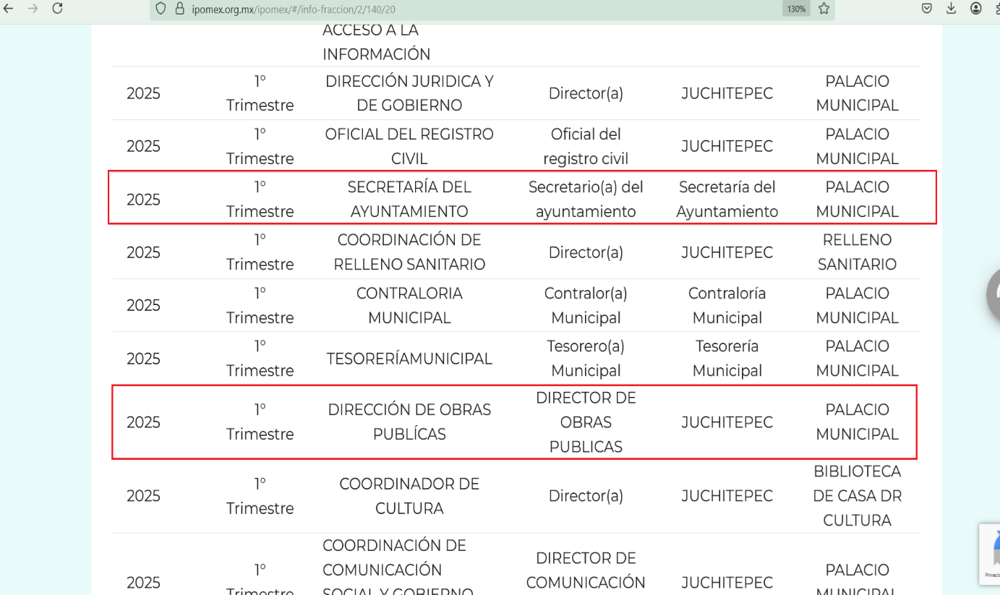 ipomex.org.mx/ipomex/#/info-fraccion/2/140/20
130%
ACCESO A LA
INFORMACIÓN
2025
1°
Trimestre
DIRECCIÓN JURIDICA Y
DE GOBIERNO
Director(a)
JUCHITEPEC
PALACIO
MUNICIPAL
2025
1°
Trimestre
OFICIAL DEL REGISTRO
CIVIL
Oficial del
registro civil
JUCHITEPEC
PALACIO
MUNICIPAL
2025
1°
Trimestre
SECRETARÍA DEL
AYUNTAMIENTO
Secretario(a) del
ayuntamiento
Secretaría del
Ayuntamiento
PALACIO
MUNICIPAL
2025
1°
Trimestre
COORDINACIÓN DE
RELLENO SANITARIO
Director(a)
JUCHITEPEC
RELLENO
SANITARIO
2025
1°
Trimestre
CONTRALORIA
MUNICIPAL
Contralor(a)
Municipal
Contraloría
Municipal
PALACIO
MUNICIPAL
2025
1°
Trimestre
TESORERÍAMUNICIPAL
Tesorero(a)
Municipal
Tesorería
Municipal
PALACIO
MUNICIPAL
2025
1°
Trimestre
DIRECCIÓN DE OBRAS
PUBLÍCAS
DIRECTOR DE
OBRAS
PUBLICAS
JUCHITEPEC
PALACIO
MUNICIPAL
2025
1°
Trimestre
COORDINADOR DE
CULTURA
Director(a)
JUCHITEPEC
BIBLIOTECA
DE CASA DR
CULTURA
2025
1°
Trimestre
COORDINACIÓN DE
COMUNICACIÓN
SOCIAL Y GOBIERNO
DIRECTOR DE
COMUNICACIÓN
JUCHITEPEC
PALACIO
MUNICIPAL